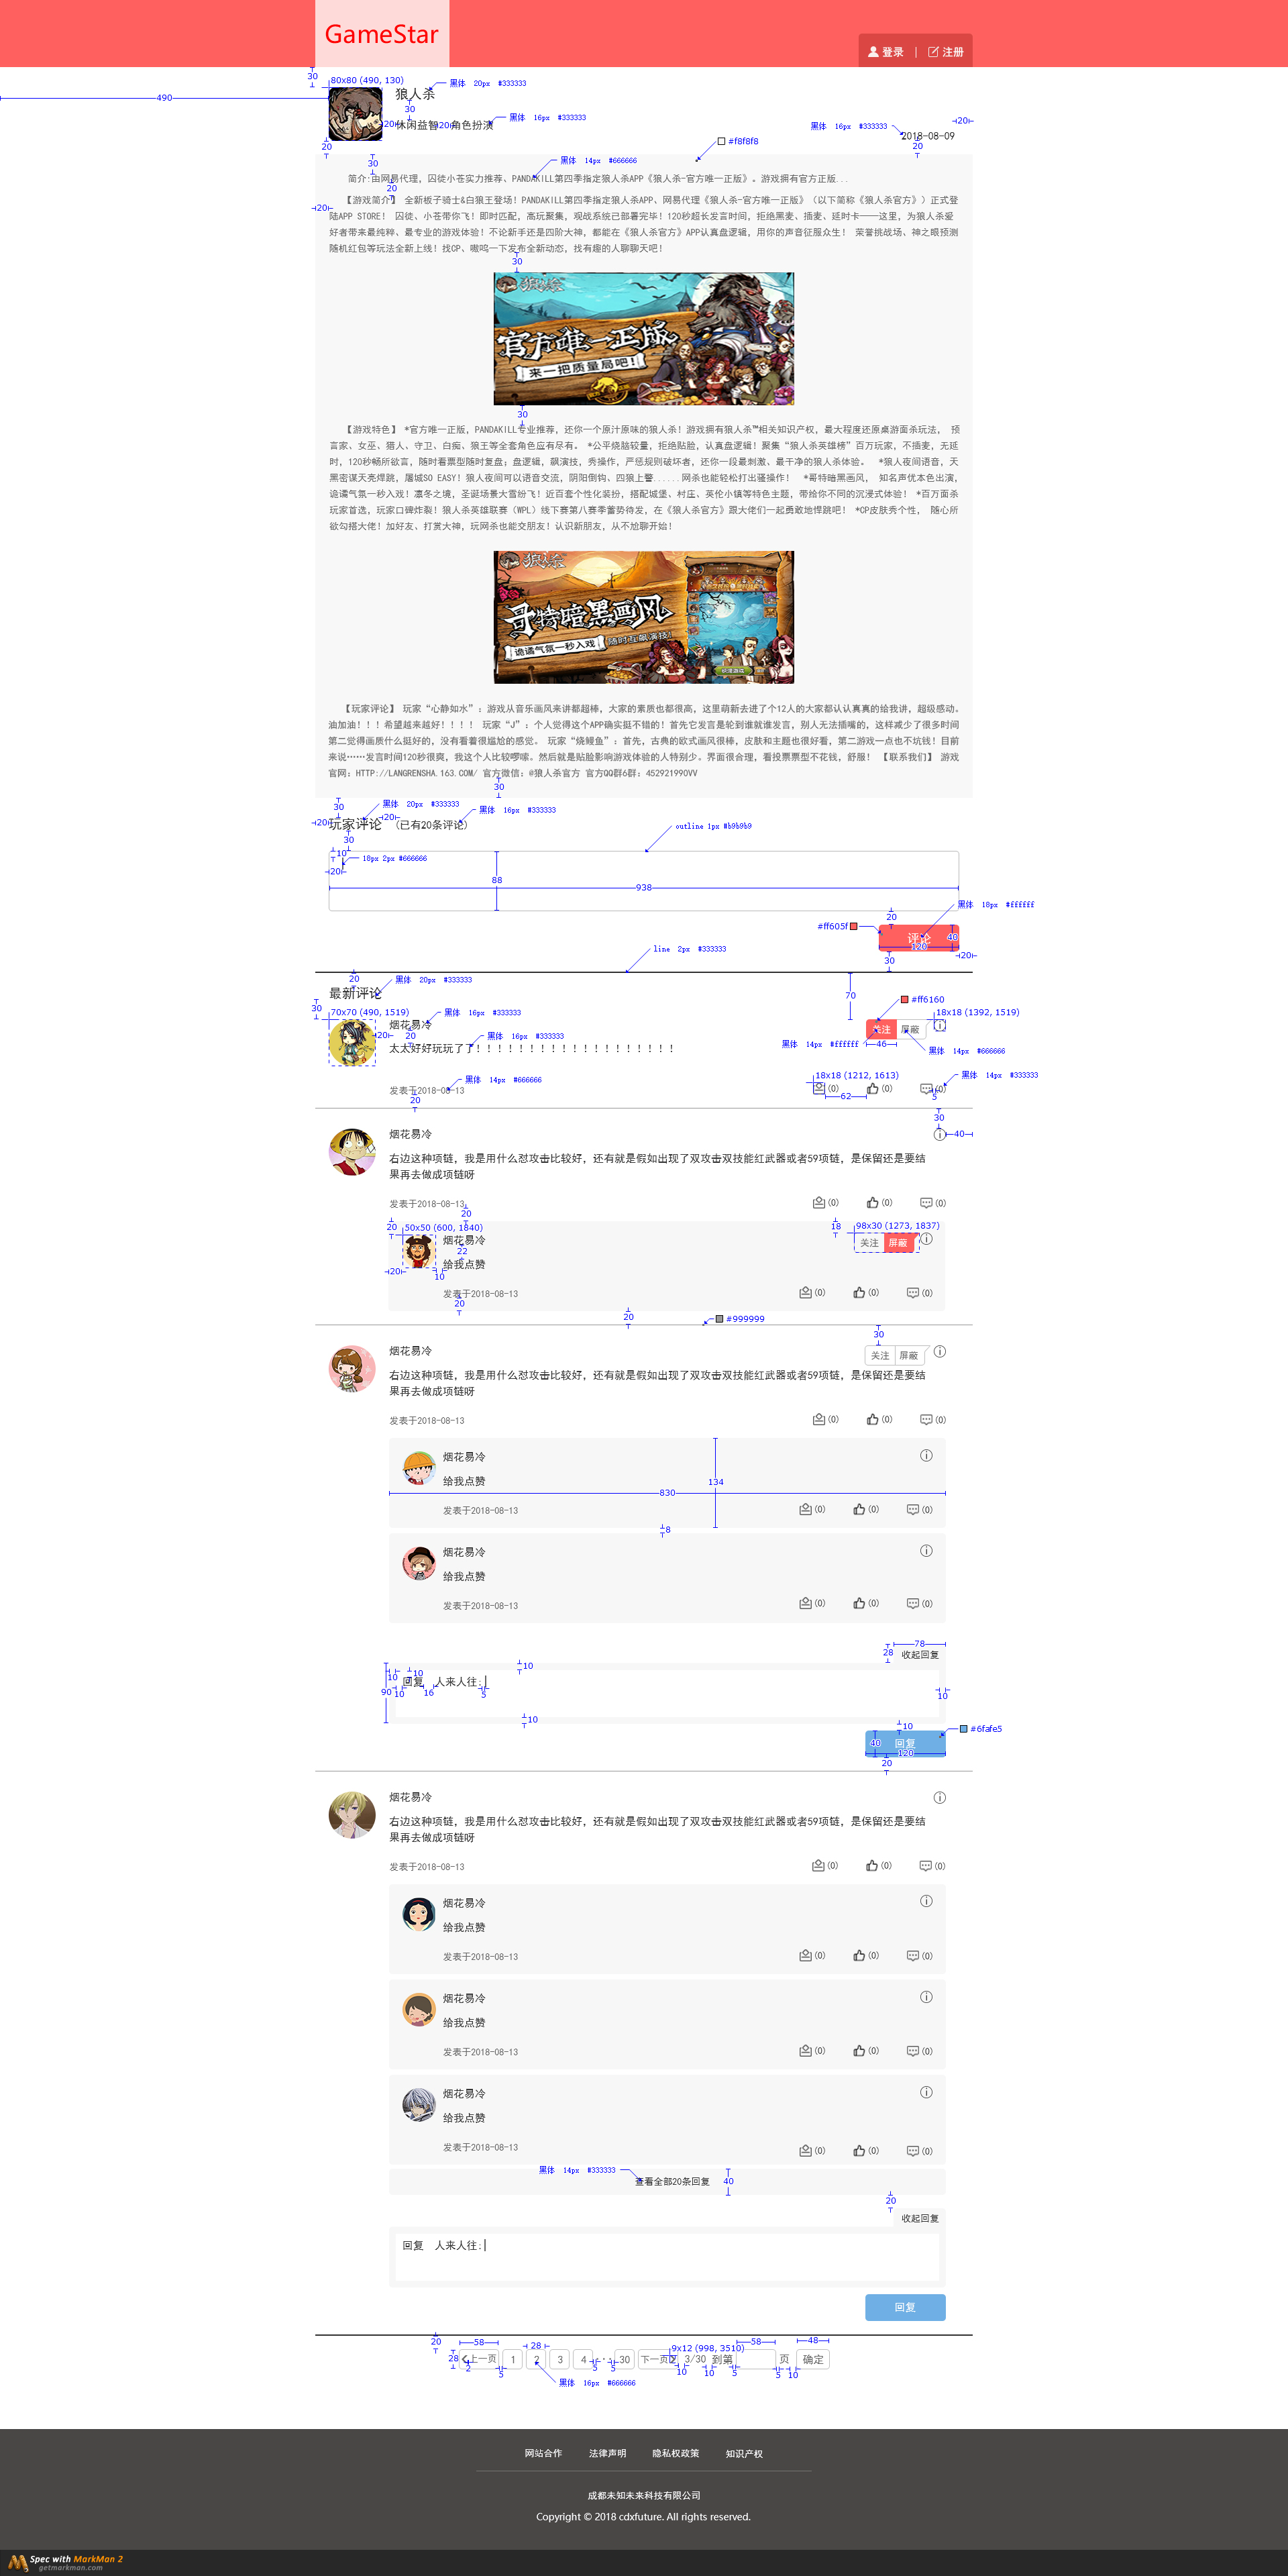 GameStar
登录 | 注册
30
80x80 (490, 130)
黑体 20px #333333
490
狼人杀
30
20
休闲益智
20
角色扮演
黑体 16px #333333
黑体 16px #333333
20
2018-08-09
20
20
#f8f8f8
30
黑体 14px #666666
简介:由网易代理, 囚徒小苎实力推荐、PANDAKILL第四季指定狼人杀APP《狼人杀-官方唯一正版》。游戏拥有官方正版...
20
20
【游戏简介】 全新板子骑士&白狼王登场!PANDAKILL第四季指定狼人杀APP、网易代理《狼人杀-官方唯一正版》(以下简称《狼人杀官方》)正式登
陆APP STORE! 囚徒、小苍带你飞!即时匹配, 高玩聚集, 观战系统已部署完毕!120秒超长发言时间, 拒绝黑麦、插麦、延时卡——这里, 为狼人杀爱
好者带来最纯粹、最专业的游戏体验!不论新手还是四阶大神, 都能在《狼人杀官方》APP认真盘逻辑, 用你的声音征服众生! 荣誉挑战场、神之眼预测
随机红包等玩法全新上线!找CP、嗷呜一下发布全新动态, 找有趣的人聊聊天吧!
30
狼人杀
官方唯一正版
来一把质量局吧!
30
【游戏特色】 *官方唯一正版, PANDAKILL专业推荐, 还你一个原汁原味的狼人杀!游戏拥有狼人杀™相关知识产权, 最大程度还原桌游面杀玩法, 预
言家、女巫、猎人、守卫、白痴、狼王等全套角色应有尽有。 *公平烧脑较量, 拒绝贴脸, 认真盘逻辑!聚集“狼人杀英雄榜”百万玩家, 不插麦, 无延
时, 120秒畅所欲言, 随时看票型随时复盘; 盘逻辑, 飙演技, 秀操作, 严惩规则破坏者, 还你一段最刺激、最干净的狼人杀体验。 *狼人夜间语音, 天
黑密谋天亮焊跳, 屠城SO EASY!狼人夜间可以语音交流, 阴阳倒钩、四狼上警......网杀也能轻松打出骚操作! *哥特暗黑画风, 知名声优本色出演,
诡谲气氛一秒入戏!凛冬之境, 圣诞场景大雪纷飞!近百套个性化装扮, 搭配城堡、村庄、英伦小镇等特色主题, 带给你不同的沉浸式体验! *百万面杀
玩家首选, 玩家口碑炸裂!狼人杀英雄联赛(WPL)线下赛第八赛季蓄势待发, 在《狼人杀官方》跟大佬们一起勇敢地悍跳吧! *CP皮肤秀个性, 随心所
欲勾搭大佬!加好友、打赏大神, 玩网杀也能交朋友!认识新朋友, 从不尬聊开始!
狼人杀
哥特暗黑画风
诡谲气氛一秒入戏 随时飙演技!
【玩家评论】 玩家“心静如水”: 游戏从音乐画风来讲都超棒, 大家的素质也都很高, 这里萌新去进了个12人的大家都认认真真的给我讲, 超级感动。
油加油!!!希望越来越好!!!! 玩家“J”: 个人觉得这个APP确实挺不错的!首先它发言是轮到谁就谁发言, 别人无法插嘴的, 这样减少了很多时间
第二觉得画质什么挺好的, 没有看着很尴尬的感觉。 玩家“烧鳗鱼”: 首先, 古典的欧式画风很棒, 皮肤和主题也很好看, 第二游戏一点也不坑钱!目前
来说……发言时间120秒很爽, 我这个人比较啰嗦。然后就是贴脸影响游戏体验的人特别少。界面很合理, 看投票票型不花钱, 舒服! 【联系我们】 游戏
官网: HTTP://LANGRENSHA.163.COM/ 官方微信: @狼人杀官方 官方QQ群6群: 452921990VV
30
30
黑体 20px #333333
黑体 16px #333333
20
玩家评论
20
(已有20条评论)
30
outline 1px #b9b9b9
10
18px 2px #666666
20
88
938
黑体 18px #ffffff
20
#ff605f
评论
40
120
30
20
line 2px #333333
20
黑体 20px #333333
最新评论
70
#ff6160
30
70x70 (490, 1519)
黑体 16px #333333
18x18 (1392, 1519)
烟花易冷
20
20
黑体 16px #333333
关注 屏蔽
太太好好玩玩了了!!!!!!!!!!!!!!!!!!!
黑体 14px #ffffff
46
黑体 14px #666666
黑体 14px #666666
18x18 (1212, 1613)
黑体 14px #333333
发表于2018-08-13
(0) (0) (0)
20
62
5
30
烟花易冷
40
右边这种项链, 我是用什么怼攻击比较好, 还有就是假如出现了双攻击双技能红武器或者59项链, 是保留还是要结
果再去做成项链呀
发表于2018-08-13
(0) (0) (0)
20
20
50x50 (600, 1840)
18
98x30 (1273, 1837)
烟花易冷
关注 屏蔽
22
给我点赞
20
10
发表于2018-08-13
(0) (0) (0)
20
20
#999999
30
烟花易冷
关注 屏蔽
右边这种项链, 我是用什么怼攻击比较好, 还有就是假如出现了双攻击双技能红武器或者59项链, 是保留还是要结
果再去做成项链呀
发表于2018-08-13
(0) (0) (0)
烟花易冷
给我点赞
134
830
发表于2018-08-13
(0) (0) (0)
8
烟花易冷
给我点赞
发表于2018-08-13
(0) (0) (0)
78
28
收起回复
10
10
10
回复 人来人往:
90
10
16
5
10
10
10
#6fafe5
回复
40
120
20
烟花易冷
右边这种项链, 我是用什么怼攻击比较好, 还有就是假如出现了双攻击双技能红武器或者59项链, 是保留还是要结
果再去做成项链呀
发表于2018-08-13
(0) (0) (0)
烟花易冷
给我点赞
发表于2018-08-13
(0) (0) (0)
烟花易冷
给我点赞
发表于2018-08-13
(0) (0) (0)
烟花易冷
给我点赞
发表于2018-08-13
(0) (0) (0)
黑体 14px #333333
查看全部20条回复
40
20
收起回复
回复 人来人往:
回复
20
58
28
9x12 (998, 3510)
58
48
28
上一页 1 2 3 4 ... 30 下一页 3/30 到第 页 确定
2
5
5
5
10
10
5
5
10
黑体 16px #666666
网站合作 法律声明 隐私权政策 知识产权
成都未知未来科技有限公司
Copyright © 2018 cdxfuture. All rights reserved.
Spec with MarkMan 2
getmarkman.com